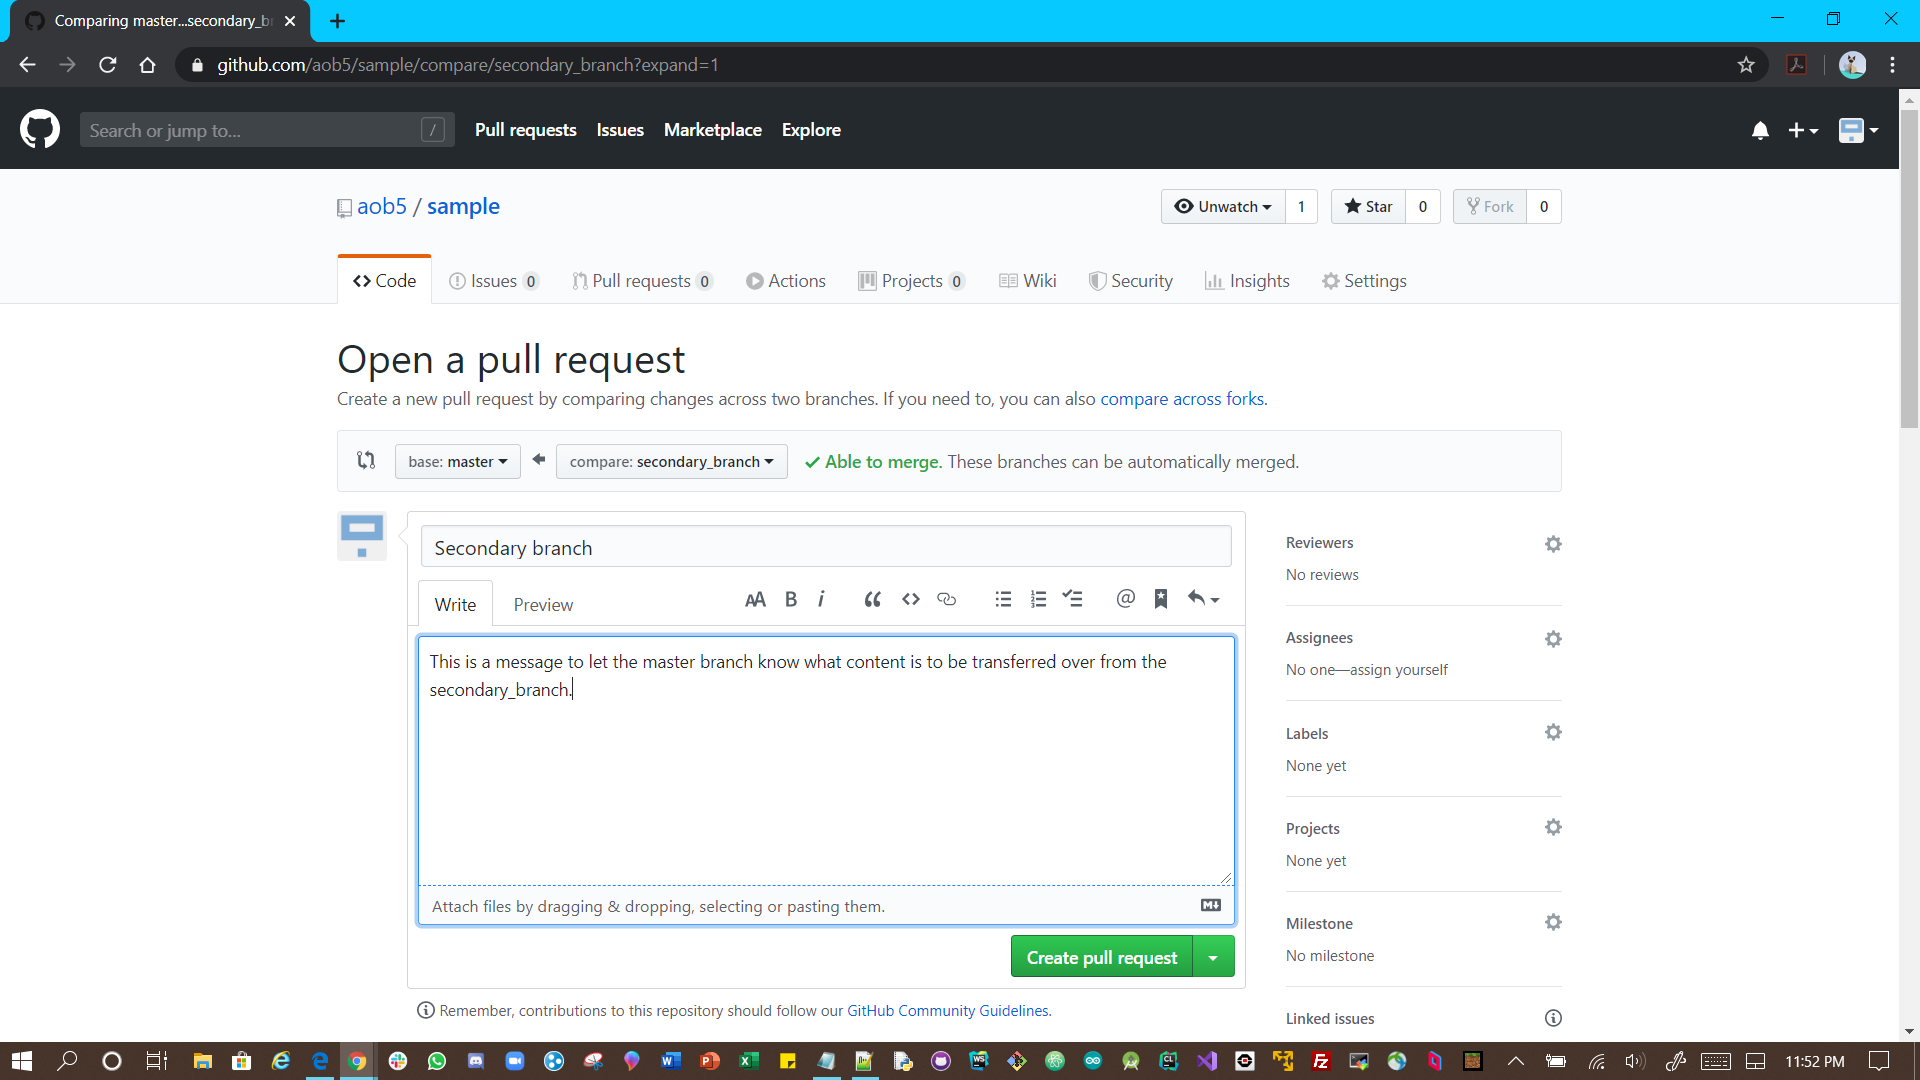 Comparing master...secondary_b
github.com/aob5/sample/compare/secondary_branch?expand=1
Search or jump to... /
Pull requests Issues Marketplace Explore
aob5 / sample
Unwatch 1 Star 0 Fork 0
Code Issues 0 Pull requests 0 Actions Projects 0 Wiki Security Insights Settings
Open a pull request
Create a new pull request by comparing changes across two branches. If you need to, you can also compare across forks.
base: master compare: secondary_branch Able to merge. These branches can be automatically merged.
Secondary branch
Write Preview
AA B i
@
This is a message to let the master branch know what content is to be transferred over from the
secondary_branch.
Attach files by dragging & dropping, selecting or pasting them.
Create pull request
Remember, contributions to this repository should follow our GitHub Community Guidelines.
Reviewers
No reviews
Assignees
No one—assign yourself
Labels
None yet
Projects
None yet
Milestone
No milestone
Linked issues
11:52 PM